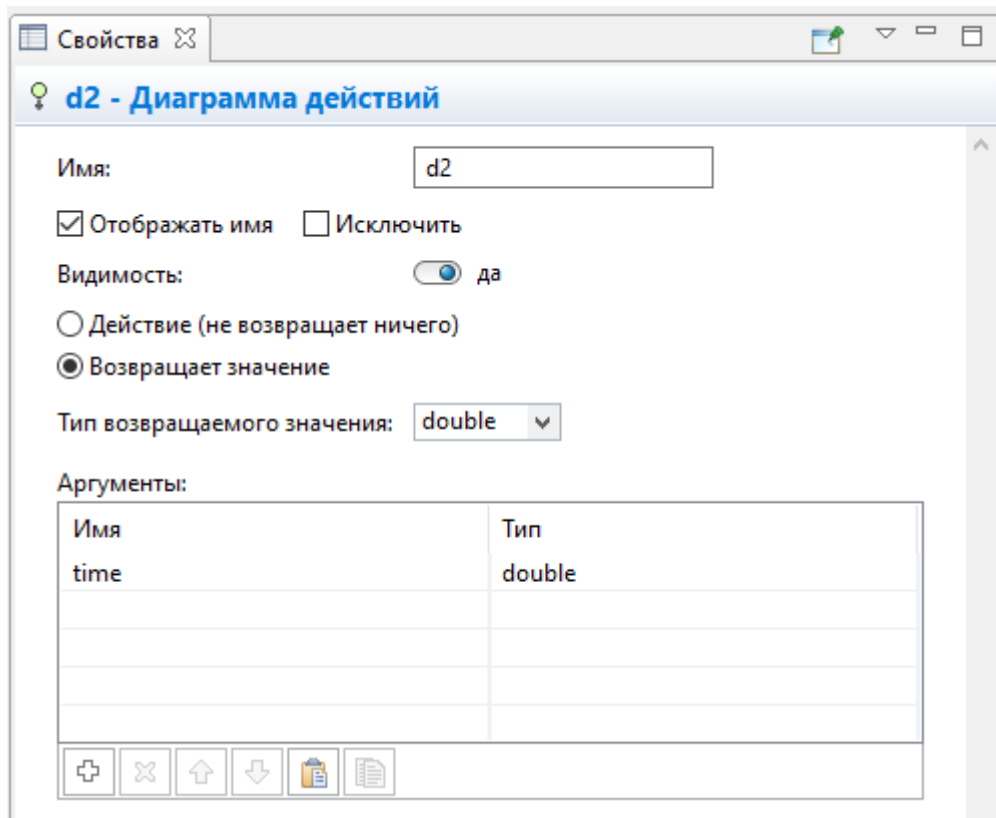 Свойства
d2 - Диаграмма действий
Имя: d2
Отображать имя Исключить
Видимость: да
Действие (не возвращает ничего)
Возвращает значение
Тип возвращаемого значения: double
Аргументы:
Имя Тип
time double